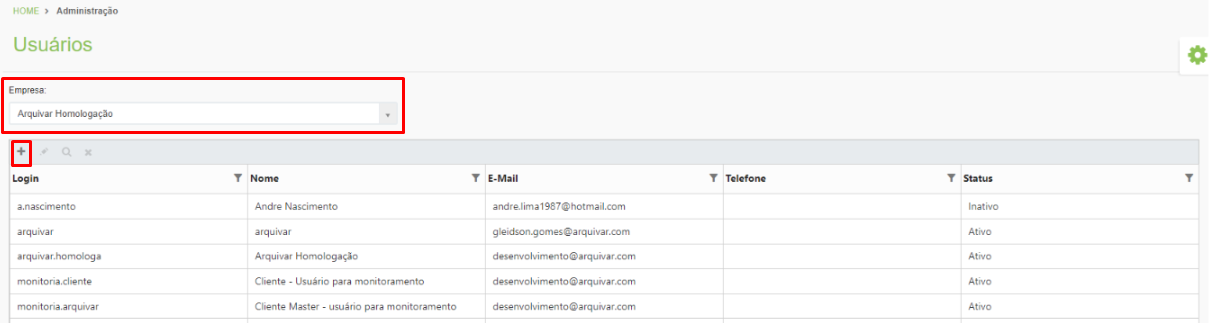 HOME > Administração
Usuários
Empresa:
Arquivar Homologação
Login Nome E-Mail Telefone Status
a.nascimento Andre Nascimento andre.lima1987@hotmail.com Inativo
arquivar arquivar gleidson.gomes@arquivar.com Ativo
arquivar.homologa Arquivar Homologação desenvolvimento@arquivar.com Ativo
monitoria.cliente Cliente - Usuário para monitoramento desenvolvimento@arquivar.com Ativo
monitoria.arquivar Cliente Master - usuário para monitoramento desenvolvimento@arquivar.com Ativo